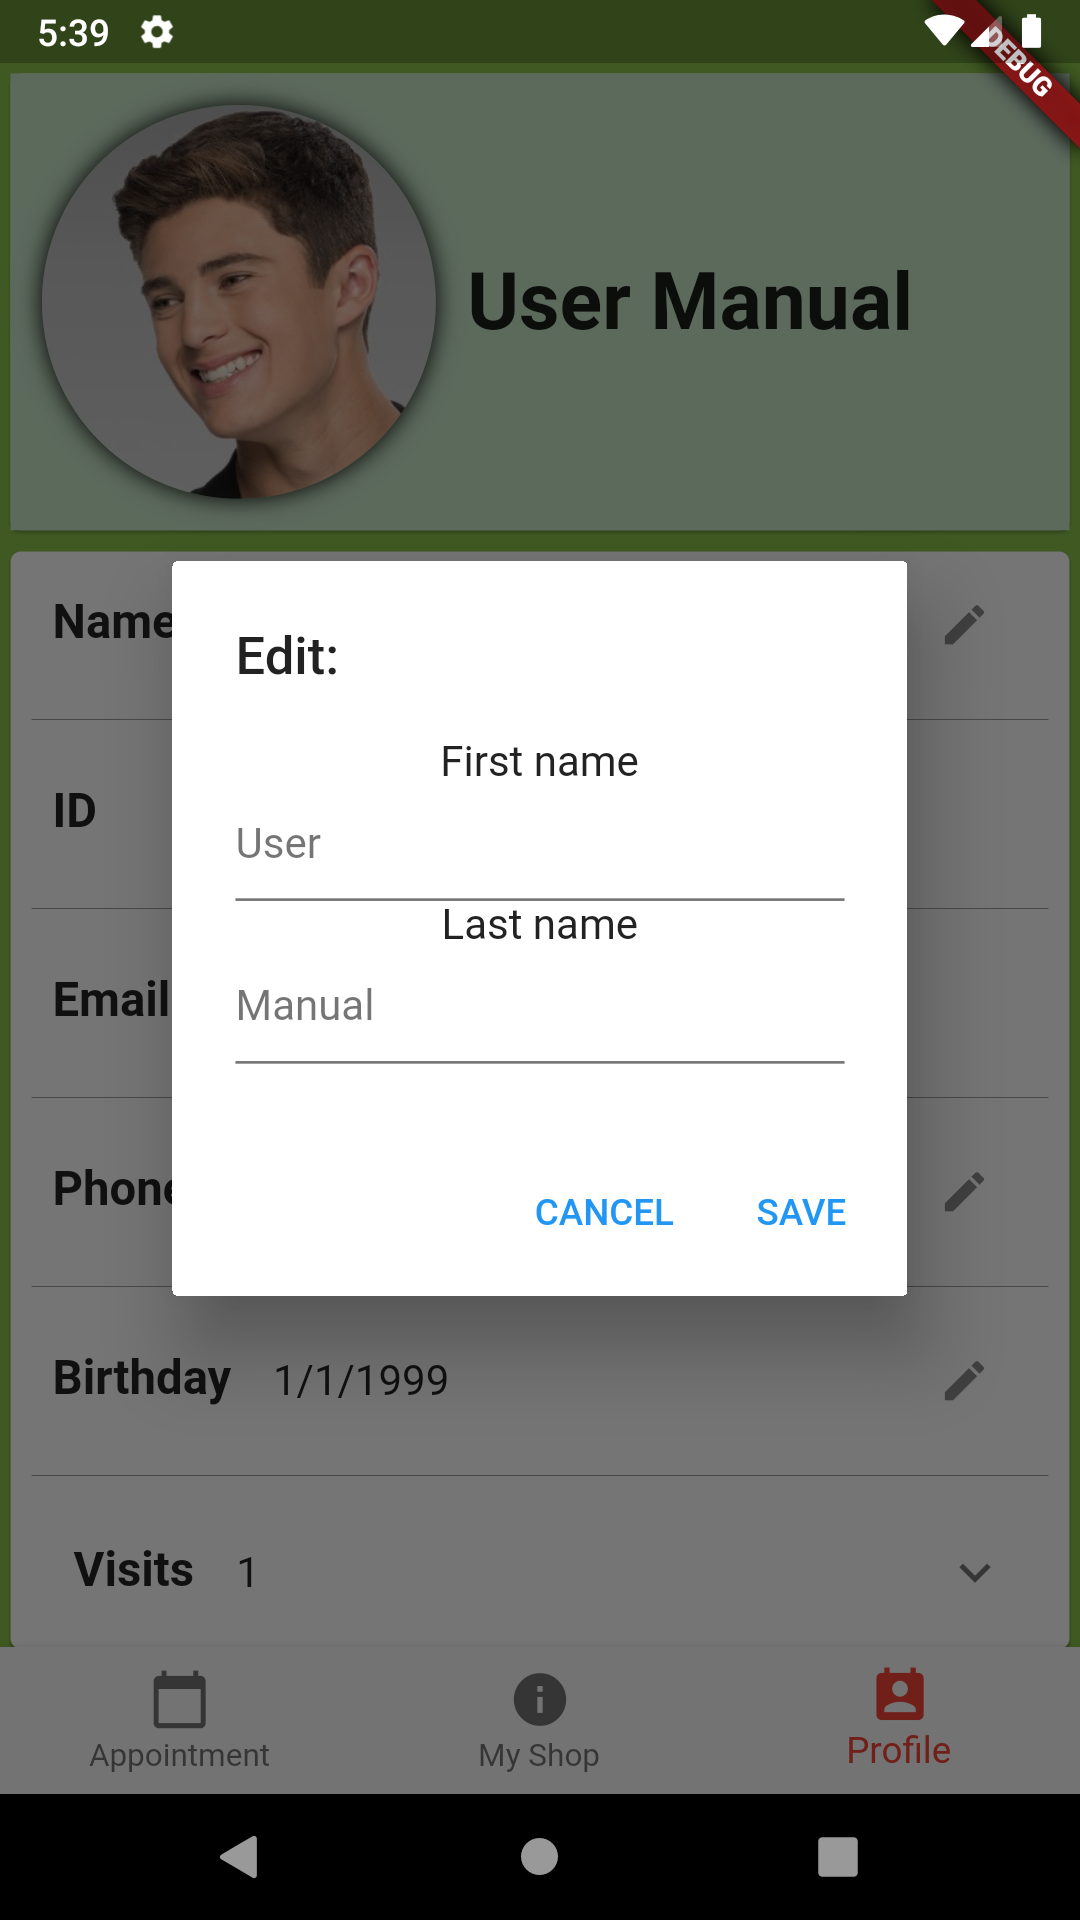 5:39
DEBUG
User Manual
Name
Edit:
First name
ID
User
Last name
Email
Manual
Phone
CANCEL SAVE
Birthday 1/1/1999
Visits 1
Appointment My Shop Profile